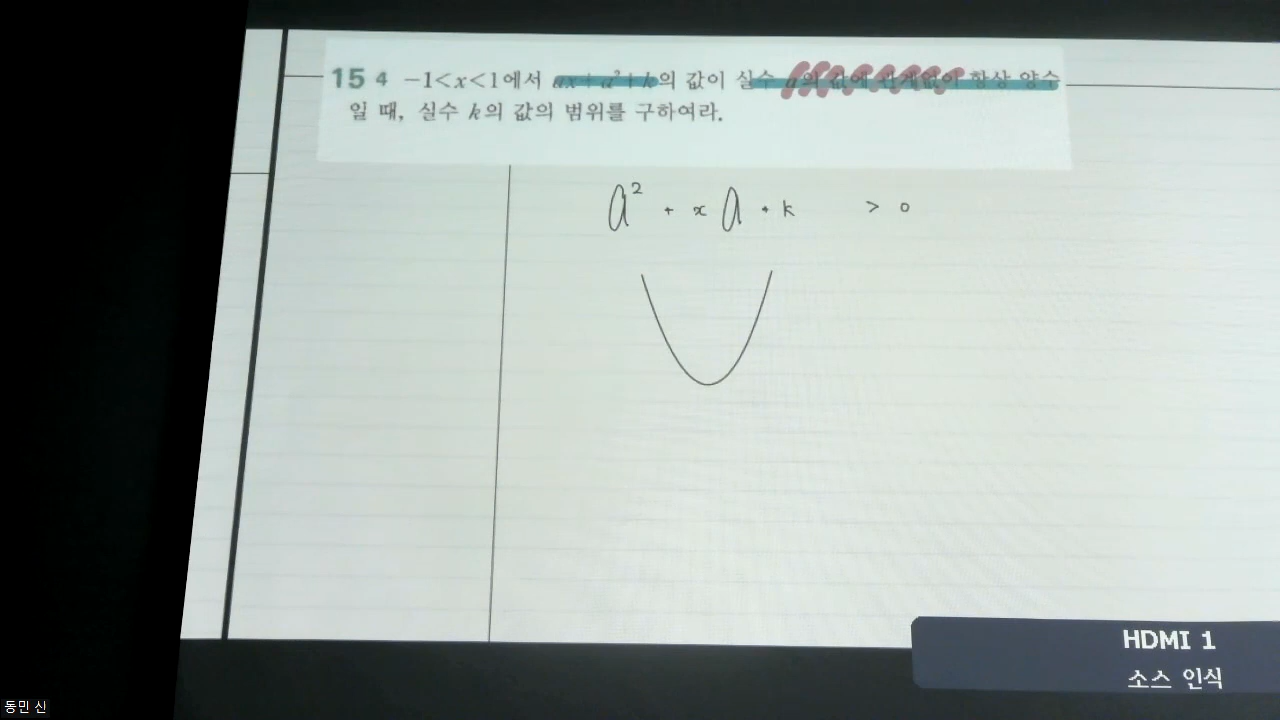 15 4 -1<x<1에서 ax+a²+k의 값이 실수 a의 값에 관계없이 항상 양수
일 때, 실수 k의 값의 범위를 구하여라.
a² + xa + k > 0
HDMI 1
소스 인식
동민 신